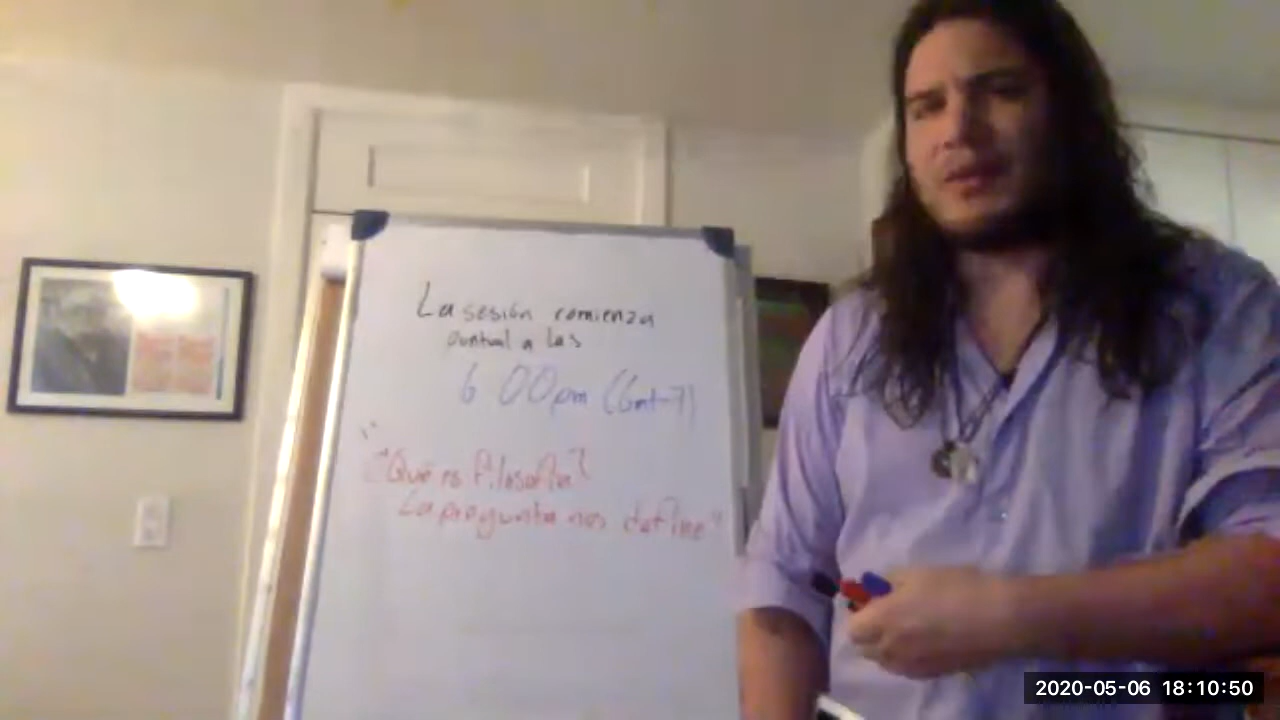 La sesión comienza
puntual a las
6 00pm (Gmt-7)
"¿Qué es filosofía?
La pregunta nos define"
2020-05-06 18:10:50